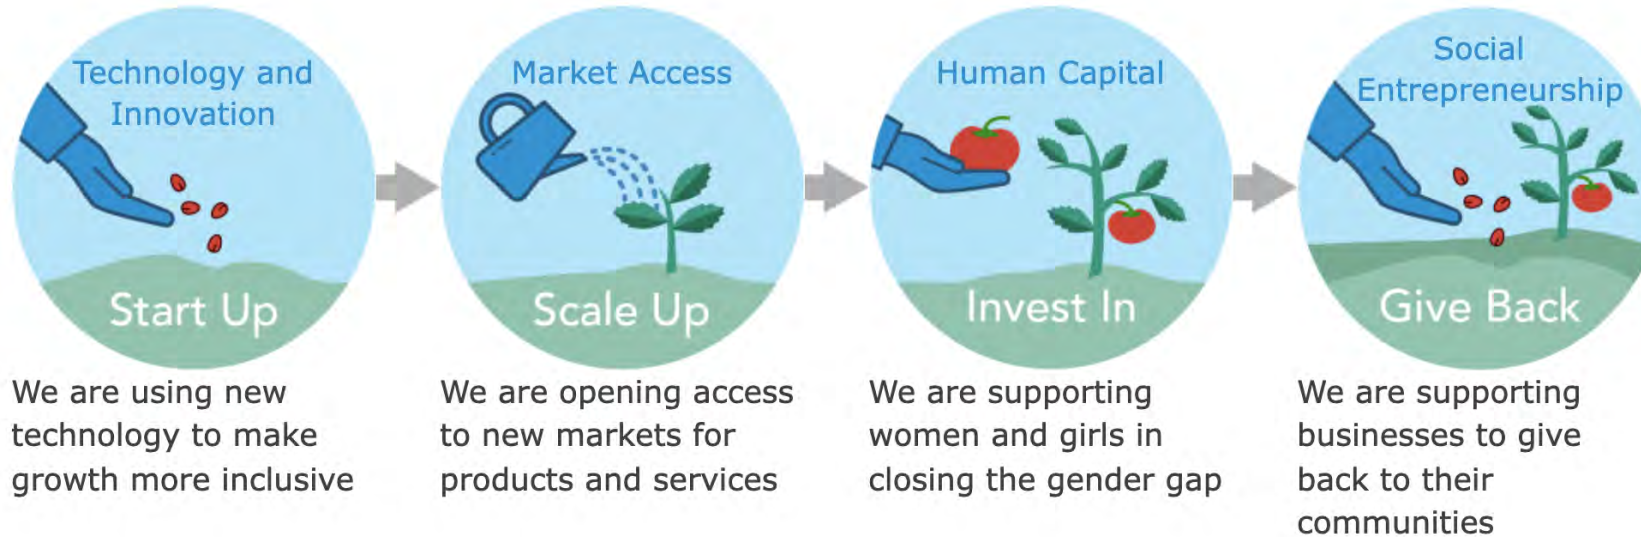 Technology and
Innovation
Start Up
We are using new
technology to make
growth more inclusive
Market Access
Scale Up
We are opening access
to new markets for
products and services
Human Capital
Invest In
We are supporting
women and girls in
closing the gender gap
Social
Entrepreneurship
Give Back
We are supporting
businesses to give
back to their
communities